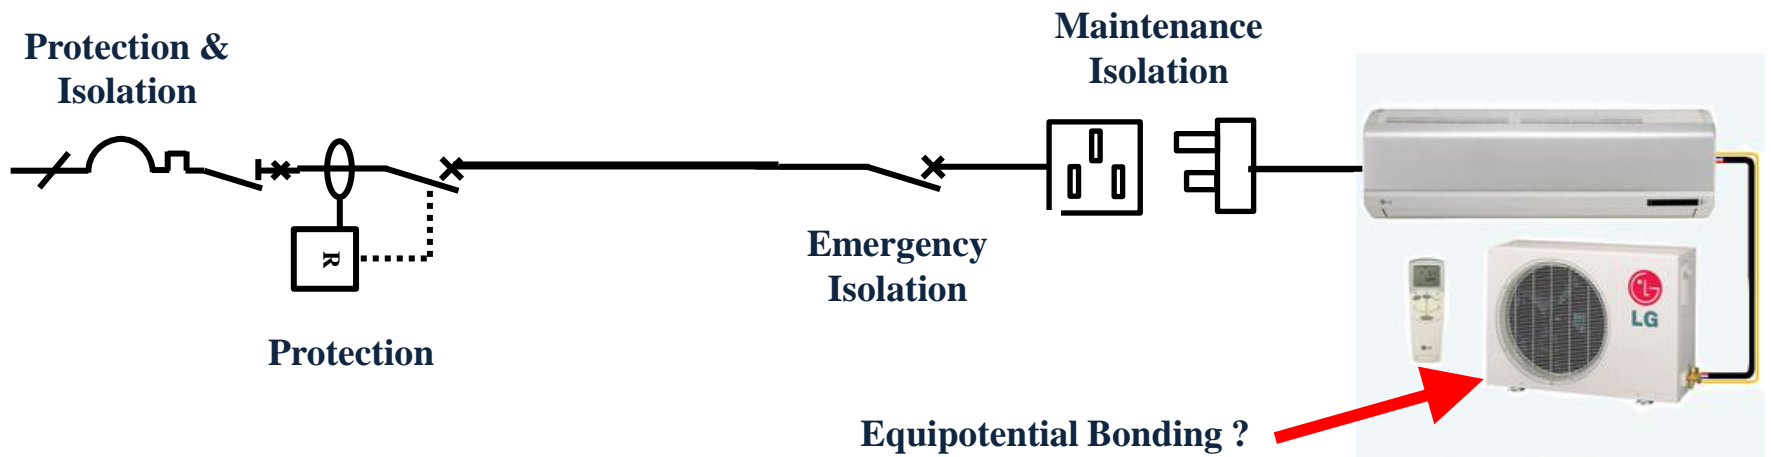 Protection &
Isolation
R
Protection
Emergency
Isolation
Maintenance
Isolation
LG
Equipotential Bonding ?